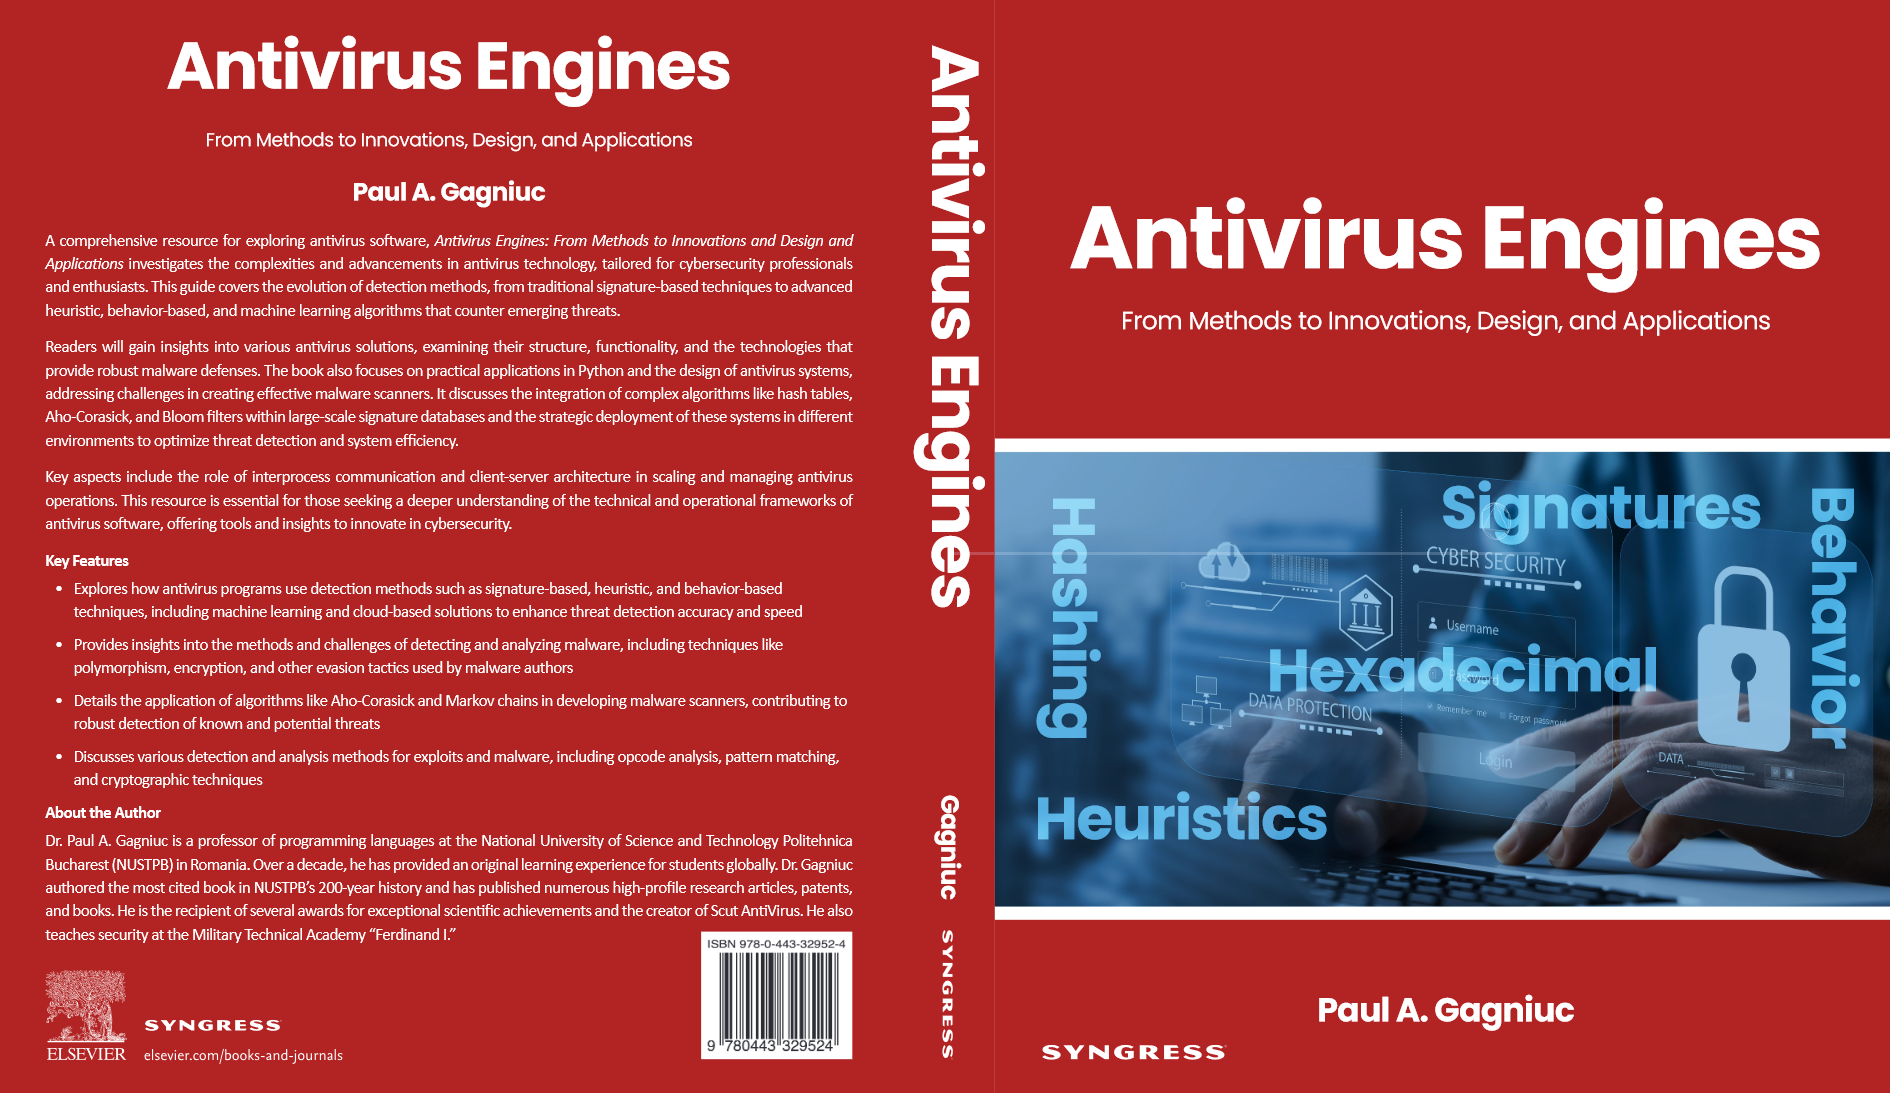 Antivirus Engines
From Methods to Innovations, Design, and Applications
Paul A. Gagniuc
A comprehensive resource for exploring antivirus software, Antivirus Engines: From Methods to Innovations and Design and
Applications investigates the complexities and advancements in antivirus technology, tailored for cybersecurity professionals
and enthusiasts. This guide covers the evolution of detection methods, from traditional signature-based techniques to advanced
heuristic, behavior-based, and machine learning algorithms that counter emerging threats.
Readers will gain insights into various antivirus solutions, examining their structure, functionality, and the technologies that
provide robust malware defenses. The book also focuses on practical applications in Python and the design of antivirus systems,
addressing challenges in creating effective malware scanners. It discusses the integration of complex algorithms like hash tables,
Aho-Corasick, and Bloom filters within large-scale signature databases and the strategic deployment of these systems in different
environments to optimize threat detection and system efficiency.
Key aspects include the role of interprocess communication and client-server architecture in scaling and managing antivirus
operations. This resource is essential for those seeking a deeper understanding of the technical and operational frameworks of
antivirus software, offering tools and insights to innovate in cybersecurity.
Key Features
• Explores how antivirus programs use detection methods such as signature-based, heuristic, and behavior-based
techniques, including machine learning and cloud-based solutions to enhance threat detection accuracy and speed
• Provides insights into the methods and challenges of detecting and analyzing malware, including techniques like
polymorphism, encryption, and other evasion tactics used by malware authors
• Details the application of algorithms like Aho-Corasick and Markov chains in developing malware scanners, contributing to
robust detection of known and potential threats
• Discusses various detection and analysis methods for exploits and malware, including opcode analysis, pattern matching,
and cryptographic techniques
About the Author
Dr. Paul A. Gagniuc is a professor of programming languages at the National University of Science and Technology Politehnica
Bucharest (NUSTPB) in Romania. Over a decade, he has provided an original learning experience for students globally. Dr. Gagniuc
authored the most cited book in NUSTPB’s 200-year history and has published numerous high-profile research articles, patents,
and books. He is the recipient of several awards for exceptional scientific achievements and the creator of Scut AntiVirus. He also
teaches security at the Military Technical Academy “Ferdinand I.”
ISBN 978-0-443-32952-4
9 780443 329524
ELSEVIER
SYNGRESS
elsevier.com/books-and-journals
Antivirus Engines
Gagniuc
SYNGRESS
Antivirus Engines
From Methods to Innovations, Design, and Applications
Hashing
Signatures
Behavior
CYBER SECURITY
Username
Hexadecimal
Password
Remember me
Forgot password
DATA PROTECTION
Login
DATA
Heuristics
Paul A. Gagniuc
SYNGRESS